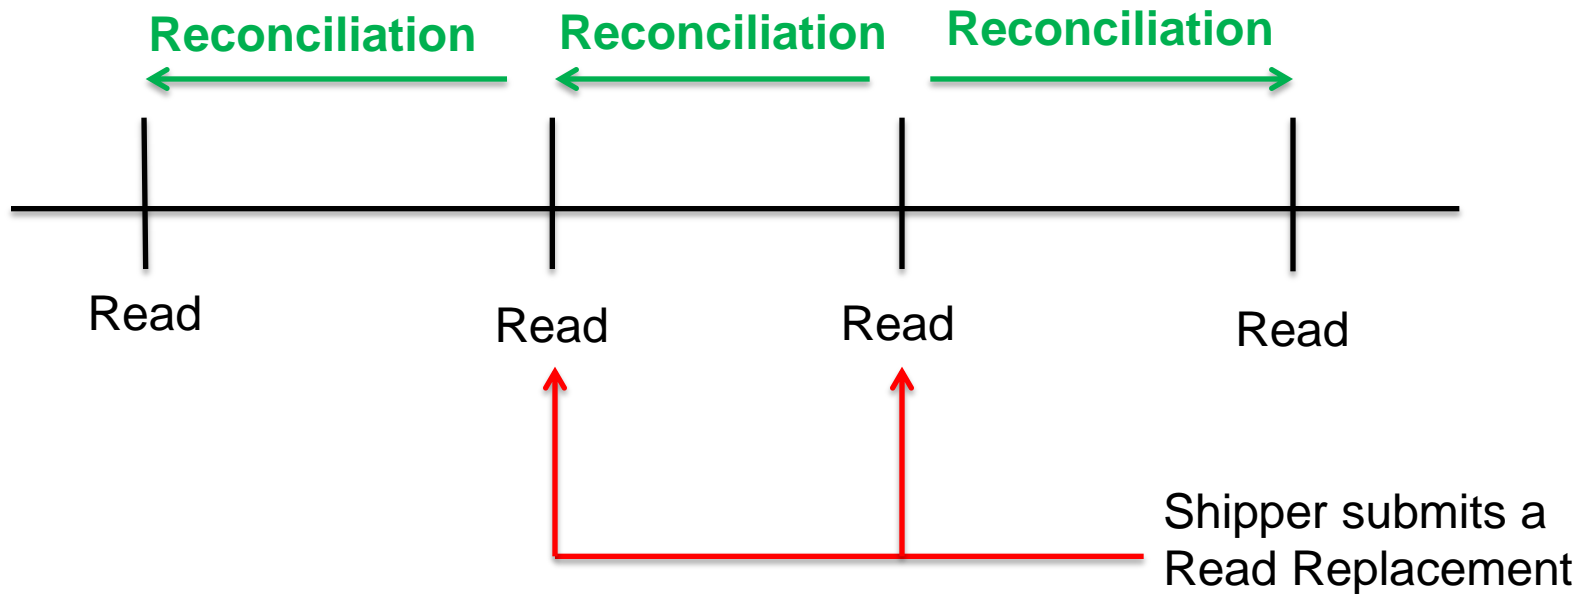 Reconciliation
Reconciliation
Reconciliation
Read
Read
Read
Read
Shipper submits a
Read Replacement